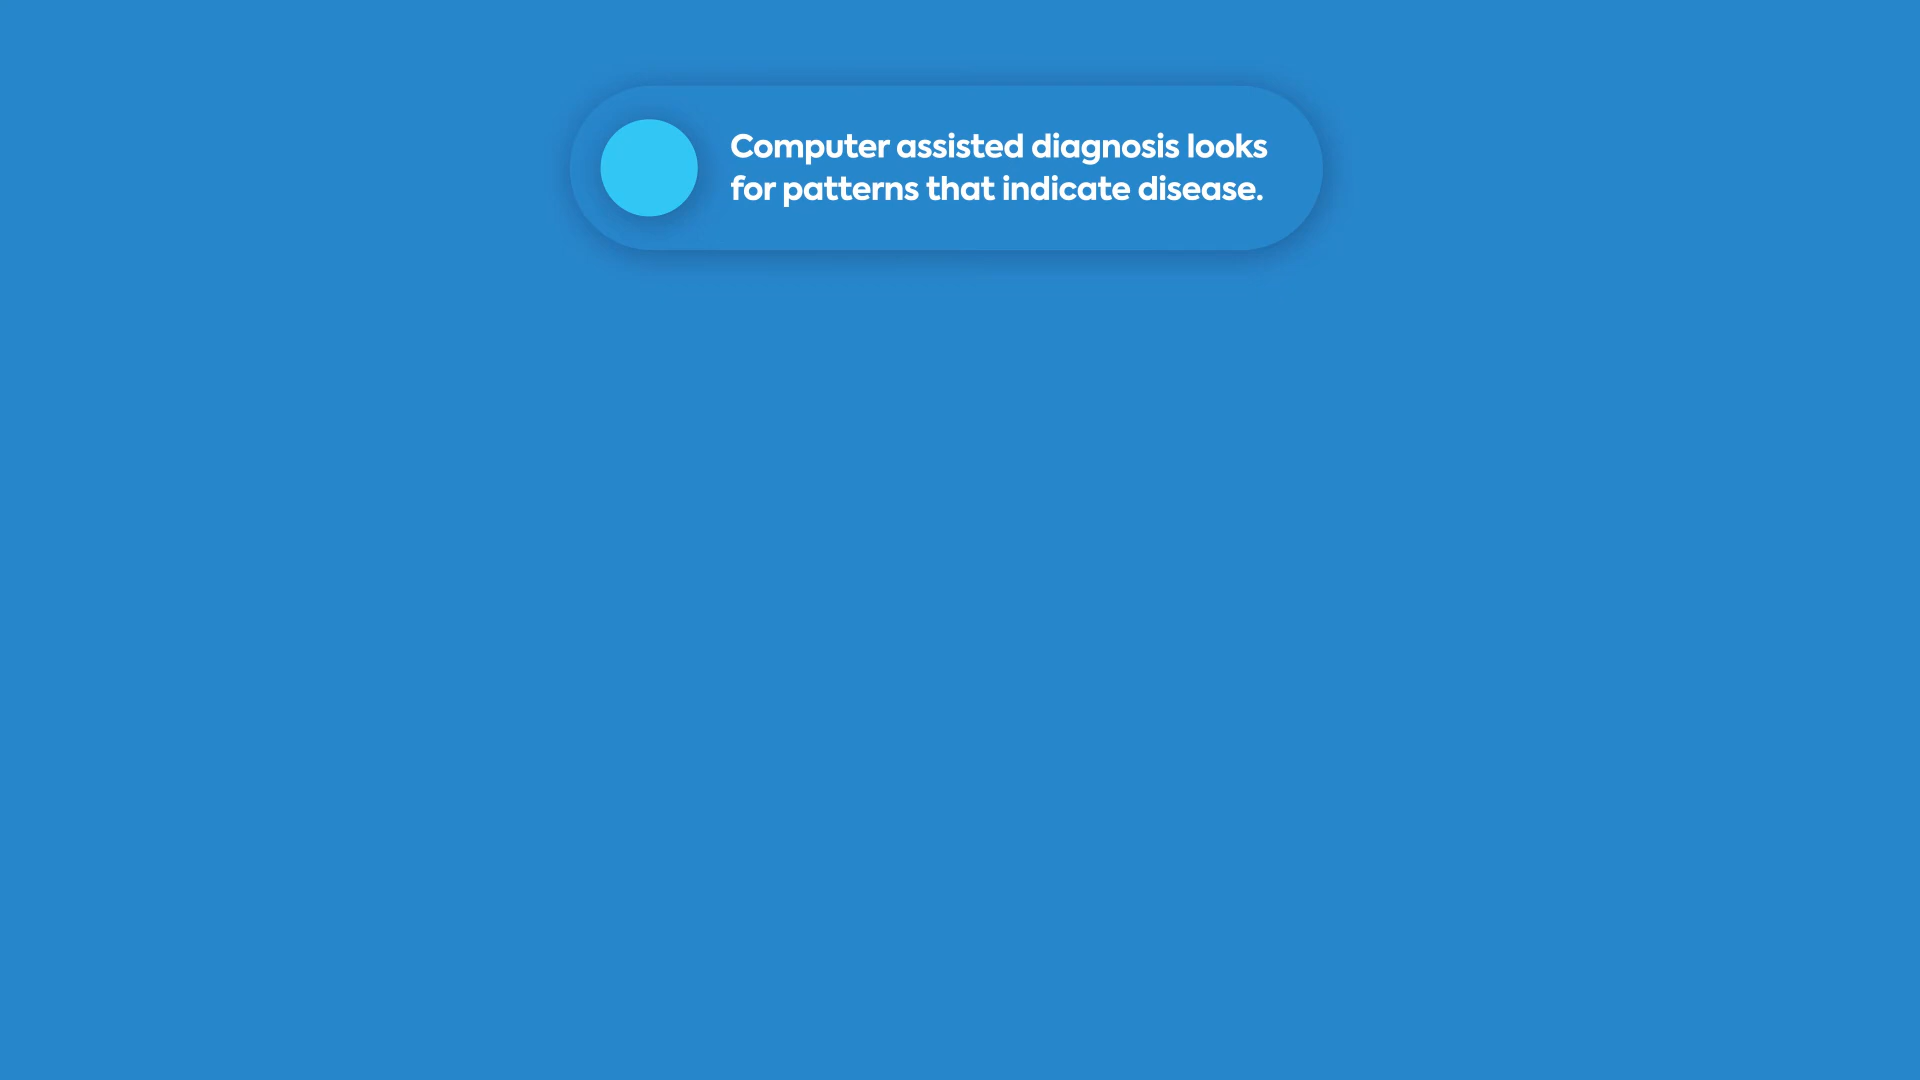 Computer assisted diagnosis looks
for patterns that indicate disease.